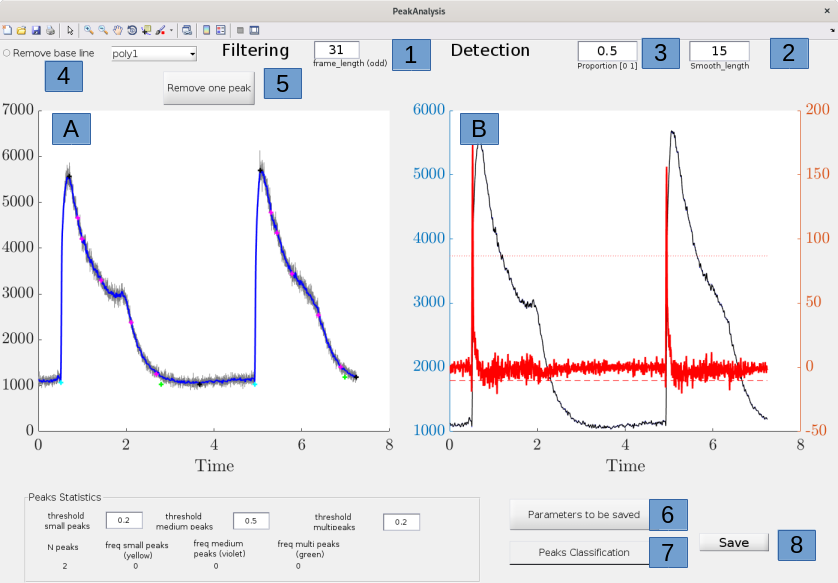 PeakAnalysis
Remove base line
poly1
Filtering
31
frame_length (odd)
1
Detection
0.5
Proportion [0 1]
3
15
Smooth_length
2
4
Remove one peak
5
A
7000
6000
5000
4000
3000
2000
1000
0
0 2 4 6 8
Time
B
6000
5000
4000
3000
2000
1000
200
150
100
50
0
-50
0 2 4 6 8
Time
Peaks Statistics
threshold
small peaks
0.2
threshold
medium peaks
0.5
threshold
multipeaks
0.2
N peaks
2
freq small peaks
(yellow)
0
freq medium
peaks (violet)
0
freq multi peaks
(green)
0
Parameters to be saved
6
Peaks Classification
7
Save
8